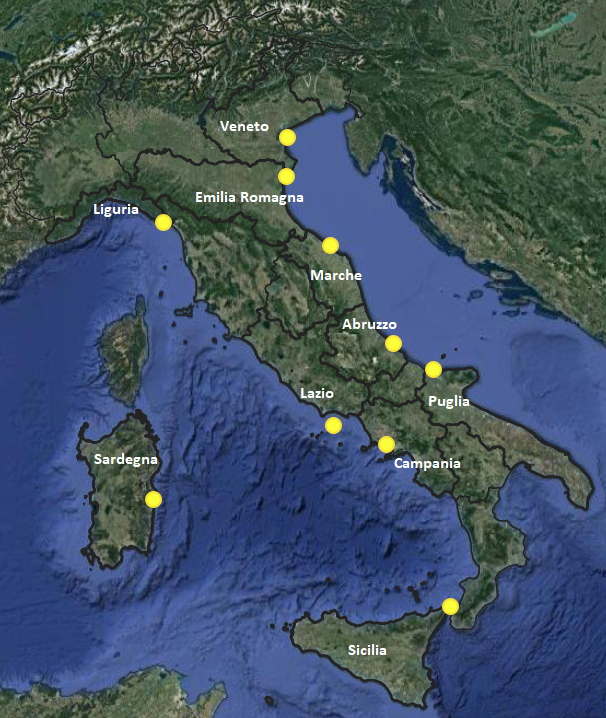 Veneto
Emilia Romagna
Liguria
Marche
Abruzzo
Lazio
Puglia
Sardegna
Campania
Sicilia